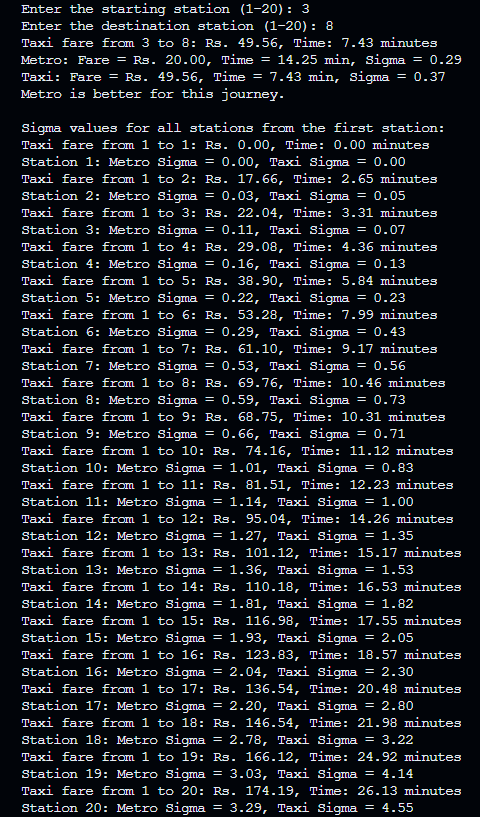 Enter the starting station (1-20): 3
Enter the destination station (1-20): 8
Taxi fare from 3 to 8: Rs. 49.56, Time: 7.43 minutes
Metro: Fare = Rs. 20.00, Time = 14.25 min, Sigma = 0.29
Taxi: Fare = Rs. 49.56, Time = 7.43 min, Sigma = 0.37
Metro is better for this journey.

Sigma values for all stations from the first station:
Taxi fare from 1 to 1: Rs. 0.00, Time: 0.00 minutes
Station 1: Metro Sigma = 0.00, Taxi Sigma = 0.00
Taxi fare from 1 to 2: Rs. 17.66, Time: 2.65 minutes
Station 2: Metro Sigma = 0.03, Taxi Sigma = 0.05
Taxi fare from 1 to 3: Rs. 22.04, Time: 3.31 minutes
Station 3: Metro Sigma = 0.11, Taxi Sigma = 0.07
Taxi fare from 1 to 4: Rs. 29.08, Time: 4.36 minutes
Station 4: Metro Sigma = 0.16, Taxi Sigma = 0.13
Taxi fare from 1 to 5: Rs. 38.90, Time: 5.84 minutes
Station 5: Metro Sigma = 0.22, Taxi Sigma = 0.23
Taxi fare from 1 to 6: Rs. 53.28, Time: 7.99 minutes
Station 6: Metro Sigma = 0.29, Taxi Sigma = 0.43
Taxi fare from 1 to 7: Rs. 61.10, Time: 9.17 minutes
Station 7: Metro Sigma = 0.53, Taxi Sigma = 0.56
Taxi fare from 1 to 8: Rs. 69.76, Time: 10.46 minutes
Station 8: Metro Sigma = 0.59, Taxi Sigma = 0.73
Taxi fare from 1 to 9: Rs. 68.75, Time: 10.31 minutes
Station 9: Metro Sigma = 0.66, Taxi Sigma = 0.71
Taxi fare from 1 to 10: Rs. 74.16, Time: 11.12 minutes
Station 10: Metro Sigma = 1.01, Taxi Sigma = 0.83
Taxi fare from 1 to 11: Rs. 81.51, Time: 12.23 minutes
Station 11: Metro Sigma = 1.14, Taxi Sigma = 1.00
Taxi fare from 1 to 12: Rs. 95.04, Time: 14.26 minutes
Station 12: Metro Sigma = 1.27, Taxi Sigma = 1.35
Taxi fare from 1 to 13: Rs. 101.12, Time: 15.17 minutes
Station 13: Metro Sigma = 1.36, Taxi Sigma = 1.53
Taxi fare from 1 to 14: Rs. 110.18, Time: 16.53 minutes
Station 14: Metro Sigma = 1.81, Taxi Sigma = 1.82
Taxi fare from 1 to 15: Rs. 116.98, Time: 17.55 minutes
Station 15: Metro Sigma = 1.93, Taxi Sigma = 2.05
Taxi fare from 1 to 16: Rs. 123.83, Time: 18.57 minutes
Station 16: Metro Sigma = 2.04, Taxi Sigma = 2.30
Taxi fare from 1 to 17: Rs. 136.54, Time: 20.48 minutes
Station 17: Metro Sigma = 2.20, Taxi Sigma = 2.80
Taxi fare from 1 to 18: Rs. 146.54, Time: 21.98 minutes
Station 18: Metro Sigma = 2.78, Taxi Sigma = 3.22
Taxi fare from 1 to 19: Rs. 166.12, Time: 24.92 minutes
Station 19: Metro Sigma = 3.03, Taxi Sigma = 4.14
Taxi fare from 1 to 20: Rs. 174.19, Time: 26.13 minutes
Station 20: Metro Sigma = 3.29, Taxi Sigma = 4.55